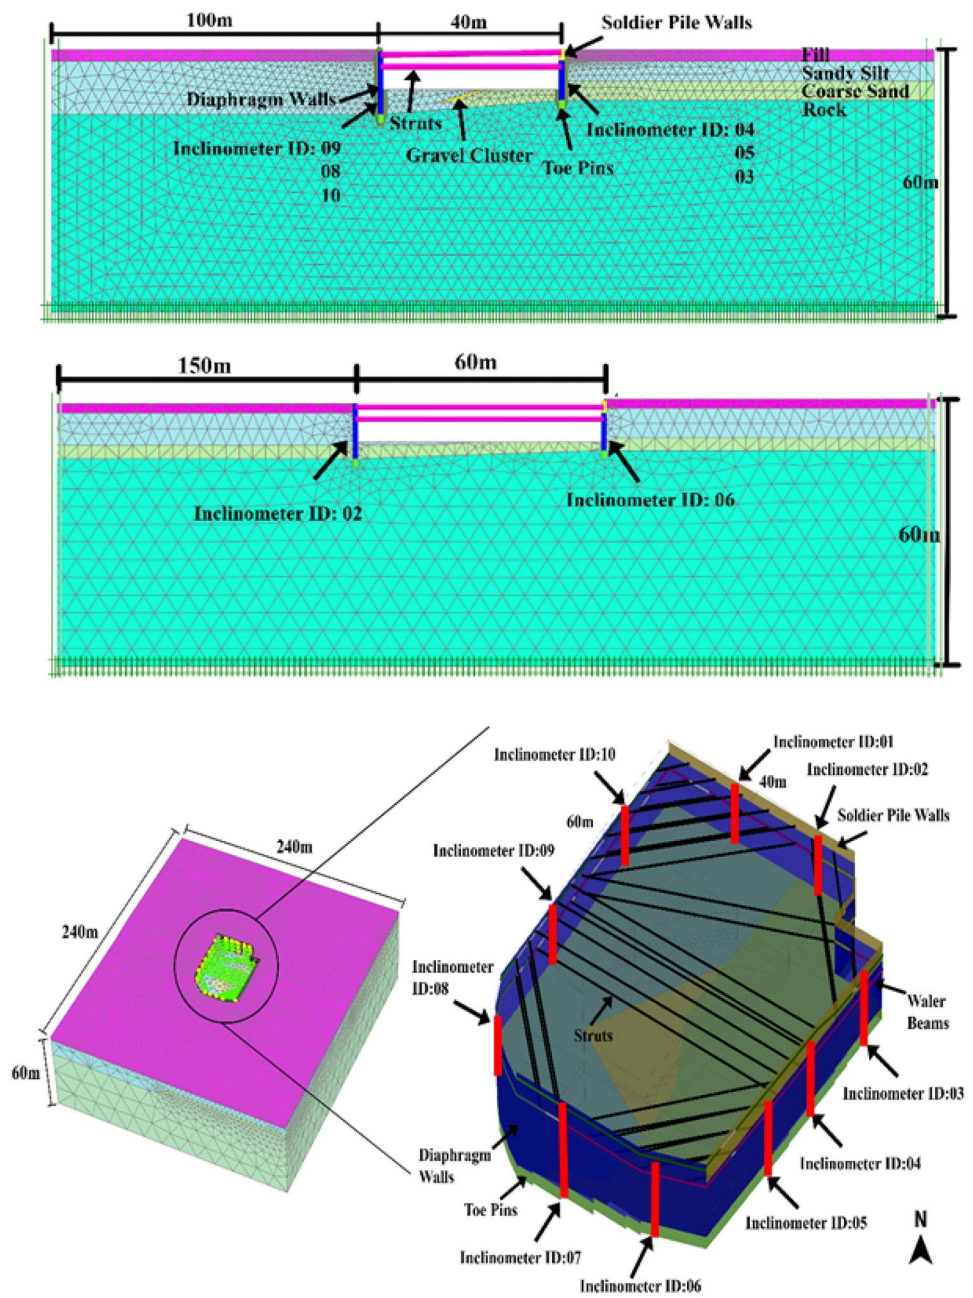 100m
40m
Soldier Pile Walls
Fill
Sandy Silt
Coarse Sand
Rock
Diaphragm Walls
Struts
Inclinometer ID: 09
08
10
Gravel Cluster
Toe Pins
Inclinometer ID: 04
05
03
60m
150m
60m
Inclinometer ID: 02
Inclinometer ID: 06
60m
240m
240m
60m
Inclinometer ID:10
Inclinometer ID:01
40m
Inclinometer ID:02
60m
Soldier Pile Walls
Inclinometer ID:09
Inclinometer
ID:08
Struts
Waler
Beams
Inclinometer ID:03
Diaphragm
Walls
Inclinometer ID:04
Toe Pins
Inclinometer ID:05
Inclinometer ID:07
Inclinometer ID:06
N